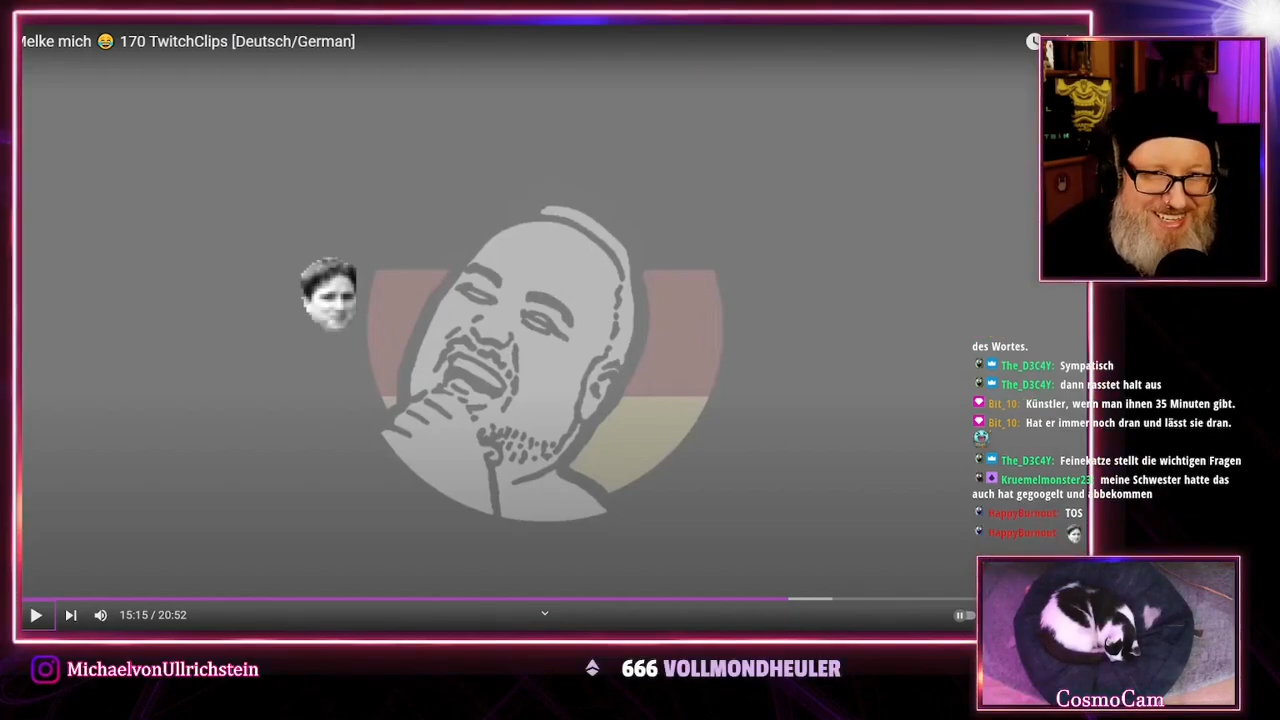 elke mich 😄 170 TwitchClips [Deutsch/German]
des Wortes.
The_D3C4Y: Sympatisch
The_D3C4Y: dann rasstet halt aus
Bit_10: Künstler, wenn man ihnen 35 Minuten gibt.
Bit_10: Hat er immer noch dran und lässt sie dran.
The_D3C4Y: Feinekatze stellt die wichtigen Fragen
Kruemelmonster23: meine Schwester hatte das
auch hat gegoogelt und abbekommen
HappyBurnout: TOS
HappyBurnout:
15:15 / 20:52
MichaelvonUllrichstein
666 VOLLMONDHEULER
CosmoCam